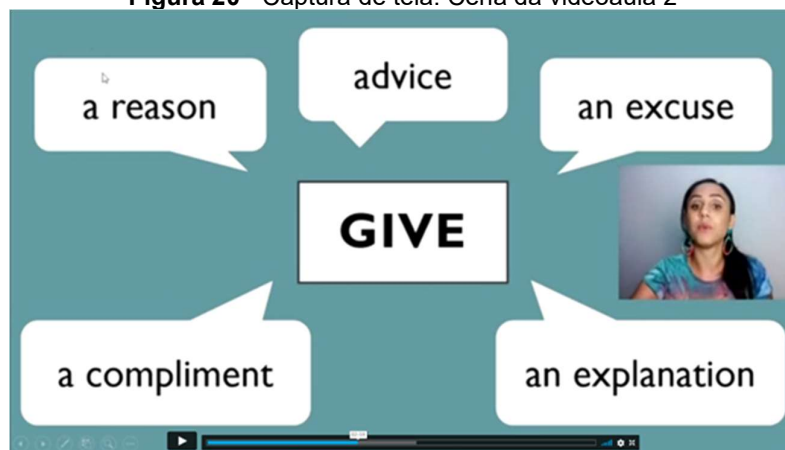 Figura 20 - Captura de tela: Cena da videoaula 2
a reason
advice
an excuse
GIVE
a compliment
an explanation